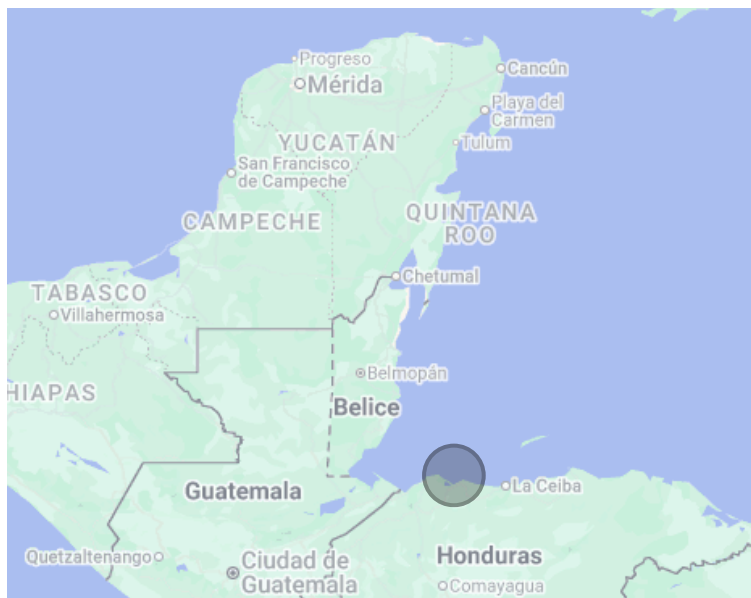 Progreso
Mérida
Cancún
Playa del
Carmen
YUCATÁN
Tulum
San Francisco
de Campeche
CAMPECHE
QUINTANA
ROO
Chetumal
TABASCO
Villahermosa
Belmopán
HIAPAS
Belice
Guatemala
La Ceiba
Quetzaltenango
Ciudad de
Guatemala
Honduras
Comayagua